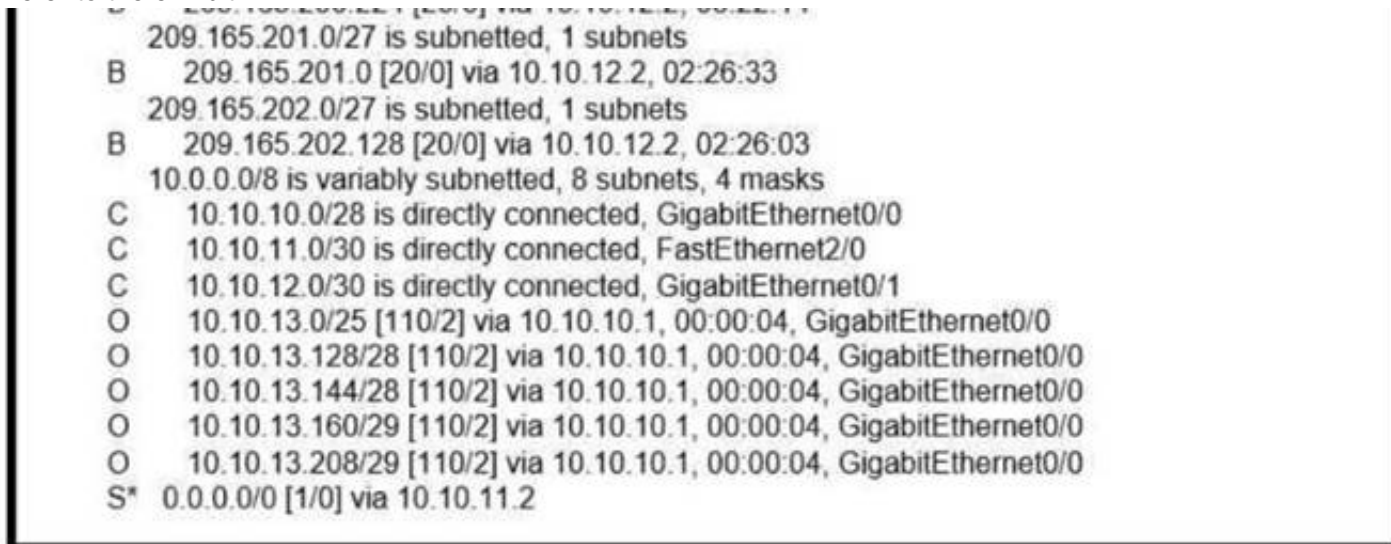 209.165.201.0/27 is subnetted, 1 subnets
B 209.165.201.0 [20/0] via 10.10.12.2, 02:26:33
209.165.202.0/27 is subnetted, 1 subnets
B 209.165.202.128 [20/0] via 10.10.12.2, 02:26:03
10.0.0.0/8 is variably subnetted, 8 subnets, 4 masks
C 10.10.10.0/28 is directly connected, GigabitEthernet0/0
C 10.10.11.0/30 is directly connected, FastEthernet2/0
C 10.10.12.0/30 is directly connected, GigabitEthernet0/1
O 10.10.13.0/25 [110/2] via 10.10.10.1, 00:00:04, GigabitEthernet0/0
O 10.10.13.128/28 [110/2] via 10.10.10.1, 00:00:04, GigabitEthernet0/0
O 10.10.13.144/28 [110/2] via 10.10.10.1, 00:00:04, GigabitEthernet0/0
O 10.10.13.160/29 [110/2] via 10.10.10.1, 00:00:04, GigabitEthernet0/0
O 10.10.13.208/29 [110/2] via 10.10.10.1, 00:00:04, GigabitEthernet0/0
S* 0.0.0.0/0 [1/0] via 10.10.11.2